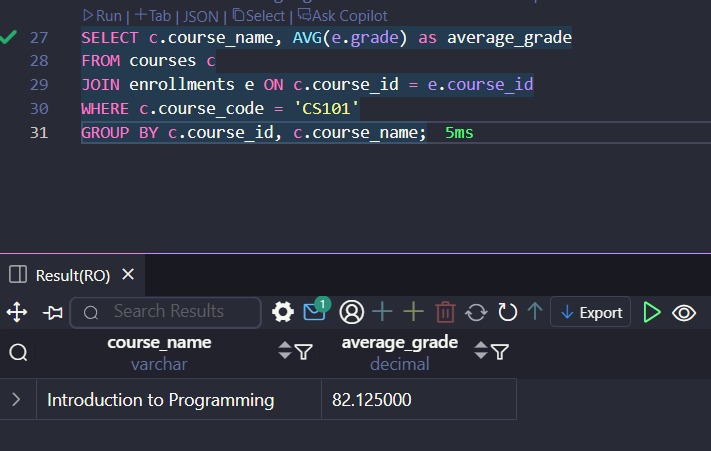 Run | Tab | JSON | Select | Ask Copilot
27 SELECT c.course_name, AVG(e.grade) as average_grade
28 FROM courses c
29 JOIN enrollments e ON c.course_id = e.course_id
30 WHERE c.course_code = 'CS101'
31 GROUP BY c.course_id, c.course_name; 5ms
Result(RO)
Search Results 1 Export
course_name average_grade
varchar decimal
Introduction to Programming 82.125000